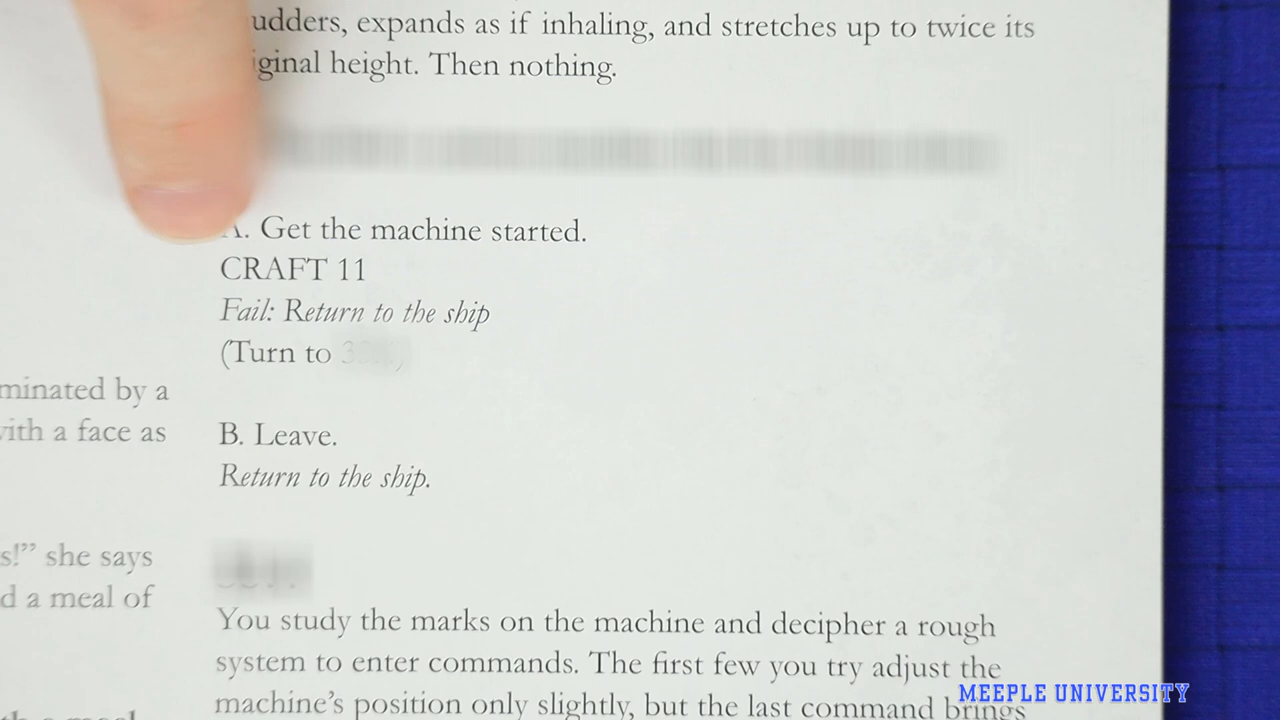 udders, expands as if inhaling, and stretches up to twice its
iginal height. Then nothing.
A. Get the machine started.
CRAFT 11
Fail: Return to the ship
(Turn to
B. Leave.
Return to the ship.
minated by a
with a face as
s!” she says
d a meal of
You study the marks on the machine and decipher a rough
system to enter commands. The first few you try adjust the
machine’s position only slightly, but the last command brings
MEEPLE UNIVERSITY